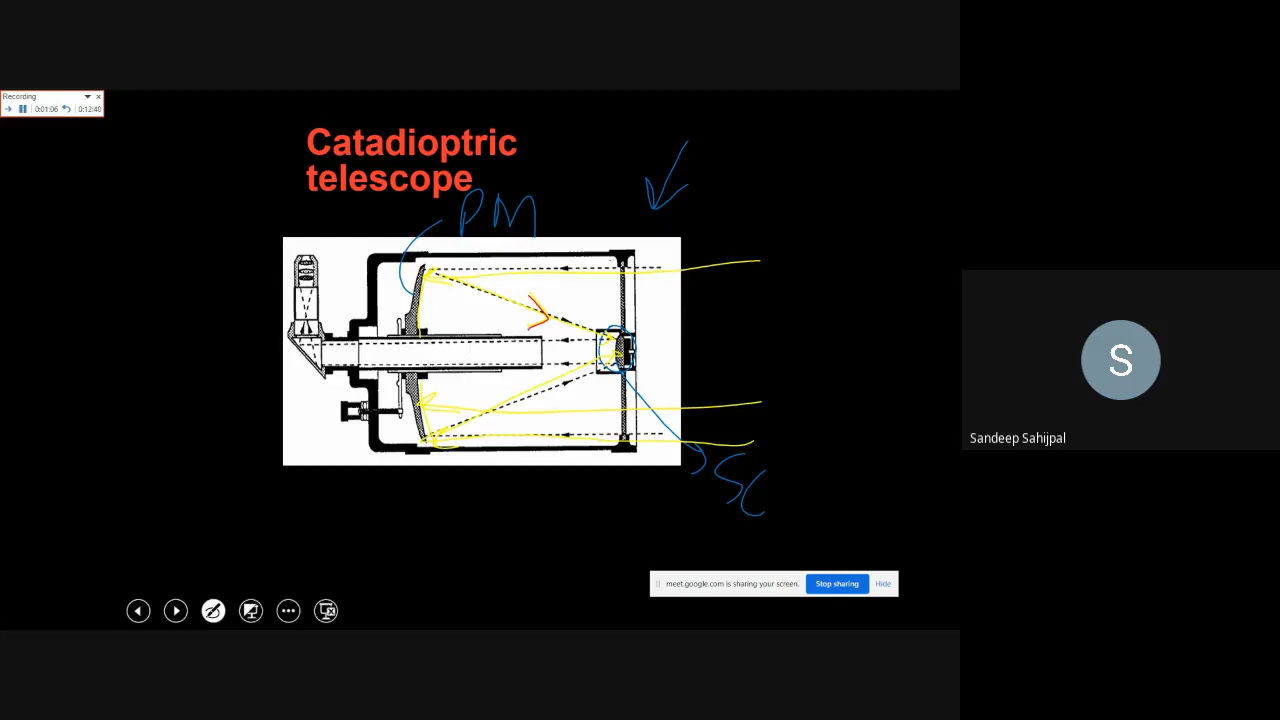 Recording
0:01:06 0:12:40
Catadioptric
telescope
PM
SC
meet.google.com is sharing your screen. Stop sharing Hide
S
Sandeep Sahijpal